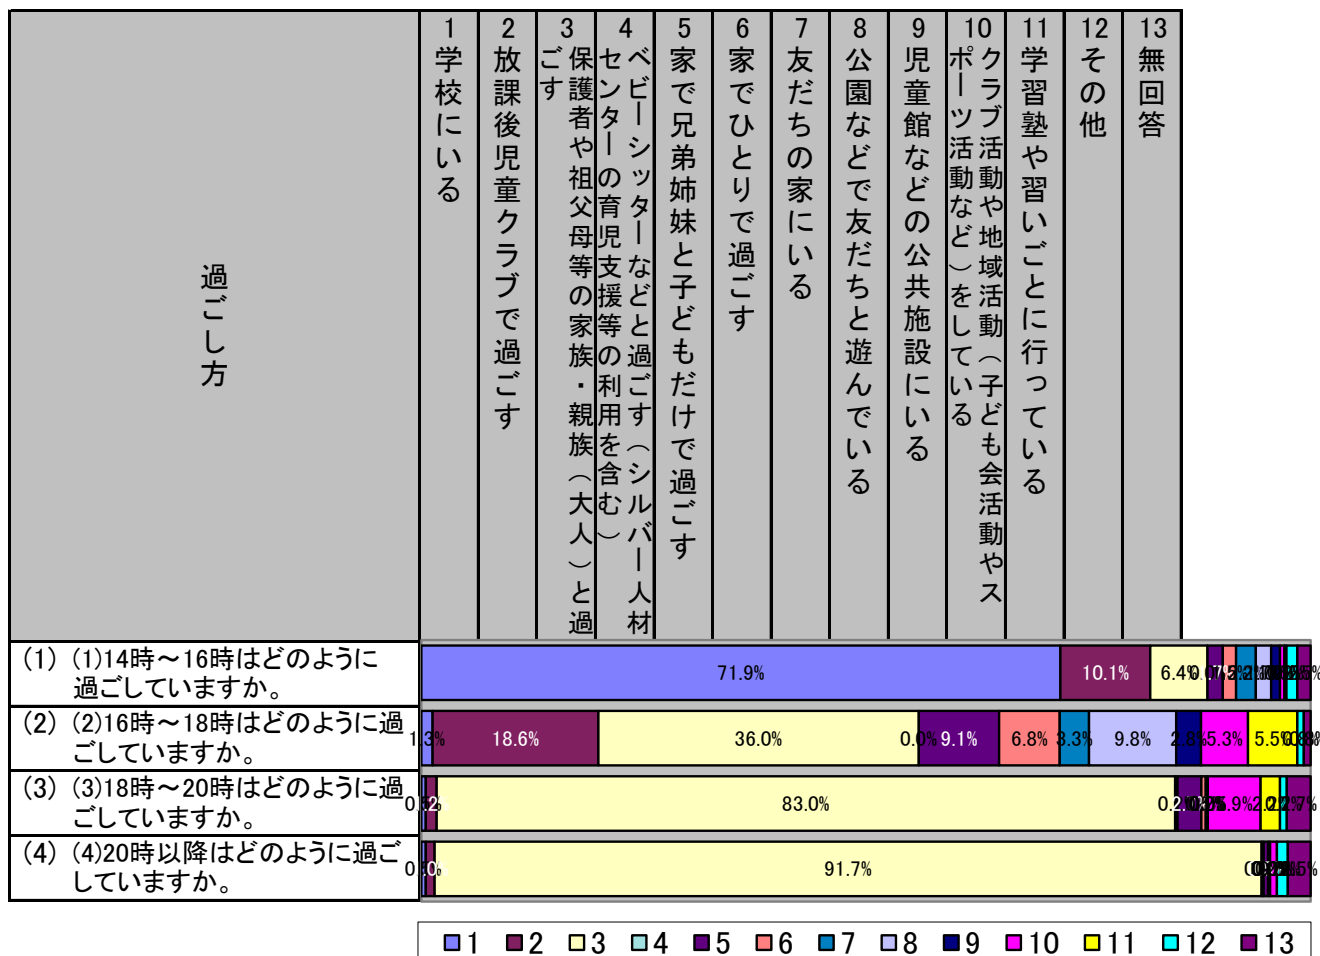 過ごし方
1
学校にいる
2
放課後児童クラブで過ごす
3
保護者や祖父母等の家族・親族（大人）と過
ごす
4
ベビーシッターなどと過ごす（シルバー人材
センターの育児支援等の利用を含む）
5
家で兄弟姉妹と子どもだけで過ごす
6
家でひとりで過ごす
7
友だちの家にいる
8
公園などで友だちと遊んでいる
9
児童館などの公共施設にいる
10
クラブ活動や地域活動（子ども会活動やス
ポーツ活動など）をしている
11
学習塾や習いごとに行っている
12
その他
13
無回答
(1) (1)14時～16時はどのように
過ごしていますか。
71.9% 10.1% 6.4%
(2) (2)16時～18時はどのように過
ごしていますか。
1.3% 18.6% 36.0% 0.0% 9.1% 6.8% 3.3% 9.8% 2.8% 5.3% 5.5%
(3) (3)18時～20時はどのように過
ごしていますか。
83.0%
(4) (4)20時以降はどのように過ご
していますか。
91.7%
1 2 3 4 5 6 7 8 9 10 11 12 13